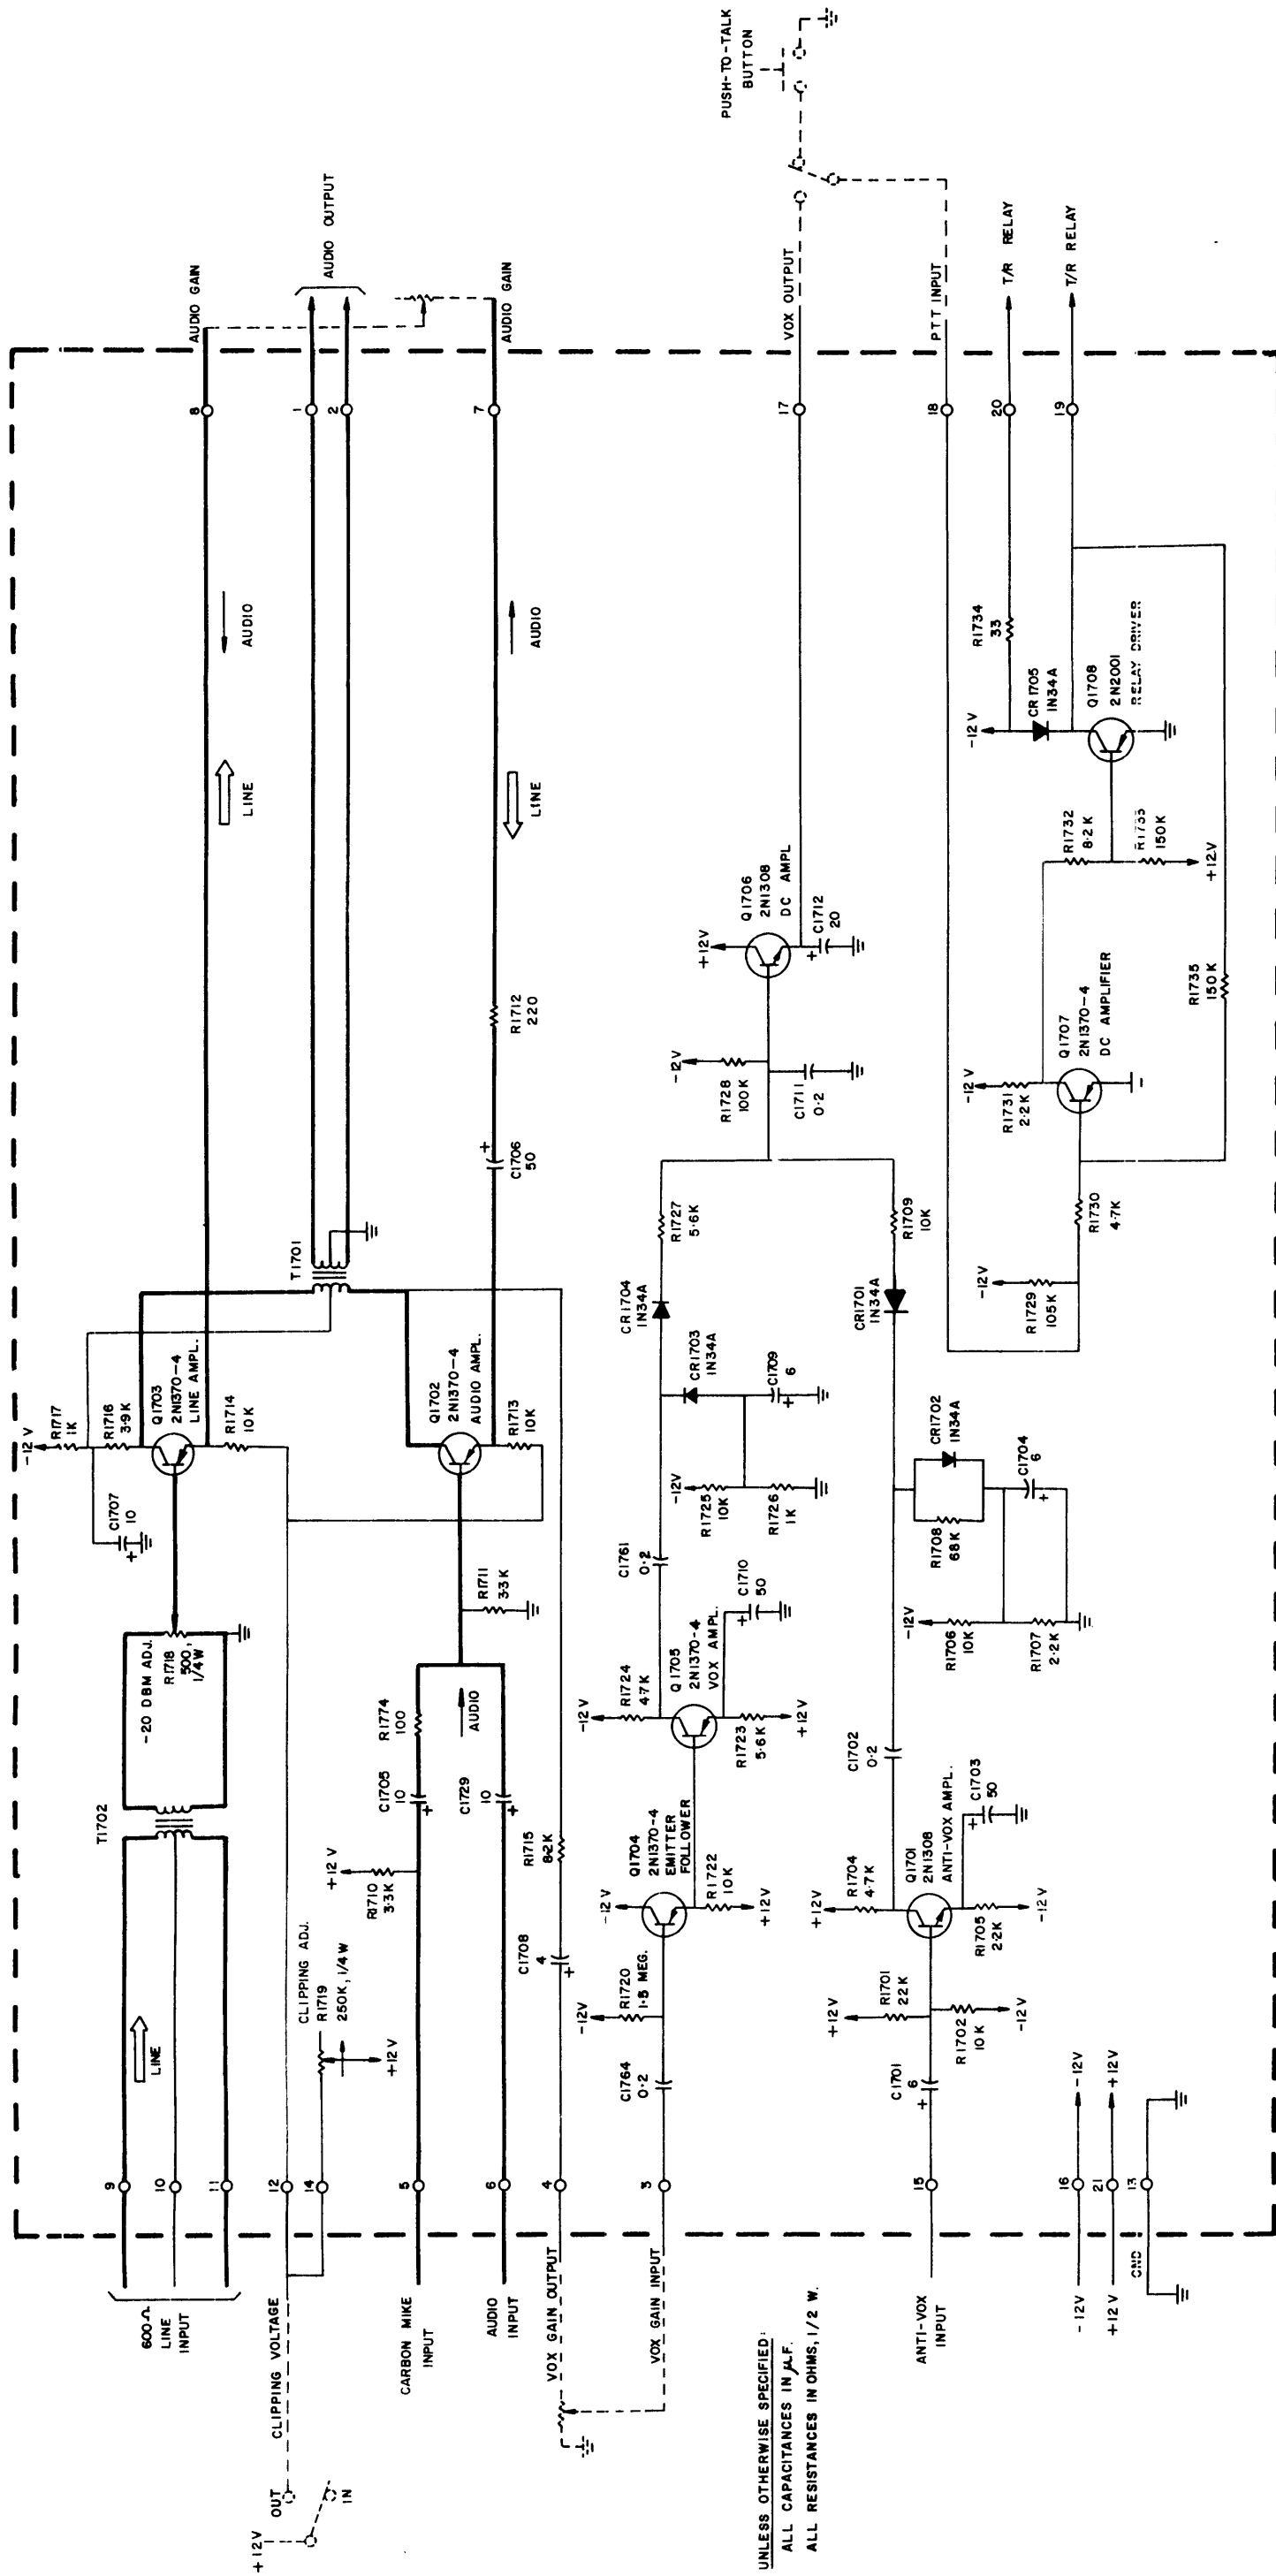 600Ω
LINE
INPUT
9
10
11
LINE
T1702
-20 DBM ADJ.
R1718
500,
1/4W
C1707
10
+
-12 V
R1717
1K
R1716
3.9K
Q1703
2N1370-4
LINE AMPL.
R1714
10K
T1701
8
AUDIO GAIN
LINE
AUDIO
1
2
AUDIO OUTPUT
+12V
OUT
IN
CLIPPING VOLTAGE
12
14
CLIPPING ADJ.
R1719
250K, 1/4W
+12V
CARBON MIKE
INPUT
5
+12 V
R1710
3.3K
C1705
10
+
R1774
100
AUDIO
AUDIO
INPUT
6
C1729
10
+
R1711
3.3K
Q1702
2N1370-4
AUDIO AMPL.
R1713
10K
C1706
50
+
R1712
220
LINE
AUDIO
7
AUDIO GAIN
VOX GAIN OUTPUT
4
C1708
4
+
R1715
8.2K
VOX GAIN INPUT
3
C1764
0.2
-12V
R1720
1.5 MEG.
Q1704
2N1370-4
EMITTER
FOLLOWER
-12V
R1722
10K
+12V
-12 V
R1724
47K
Q1705
2N1370-4
VOX AMPL.
R1723
5.6K
+12V
C1710
50
+
C1761
0.2
-12V
R1725
10K
R1726
1K
CR1703
1N34A
C1709
6
+
CR1704
1N34A
R1727
5.6K
-12V
R1728
100K
C1711
0.2
+12V
Q1706
2N1308
DC AMPL
C1712
20
+
17
VOX OUTPUT
PUSH-TO-TALK
BUTTON
ANTI-VOX
INPUT
15
C1701
6
+
+12V
R1701
22K
R1702
10K
-12V
+12V
R1704
4.7K
Q1701
2N1308
ANTI-VOX AMPL.
R1705
2.2K
-12V
C1703
50
+
C1702
0.2
-12V
R1706
10K
R1707
2.2K
R1708
68K
CR1702
1N34A
C1704
6
+
CR1701
1N34A
R1709
10K
18
PTT INPUT
-12V
R1729
105K
R1730
4.7K
-12V
R1731
2.2K
Q1707
2N1370-4
DC AMPLIFIER
R1735
150K
R1732
8.2K
R1733
150K
+12V
-12V
CR1705
1N34A
Q1708
2N2001
RELAY DRIVER
R1734
33
20
T/R RELAY
19
T/R RELAY
-12V
16
-12V
+12V
21
+12V
GND
13
UNLESS OTHERWISE SPECIFIED:
ALL CAPACITANCES IN μF.
ALL RESISTANCES IN OHMS, 1/2 W.